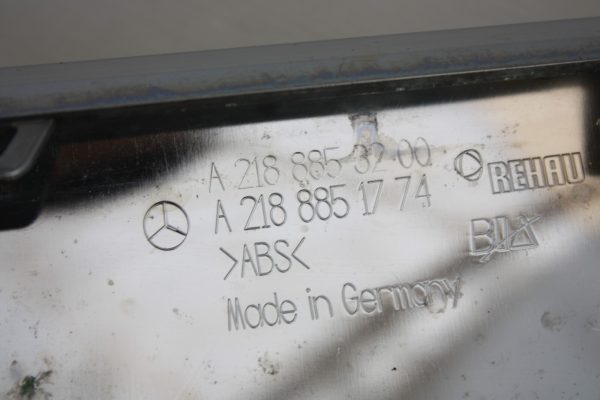 A 218 885 32 00
A 218 885 17 74
>ABS<
Made in Germany
REHAU